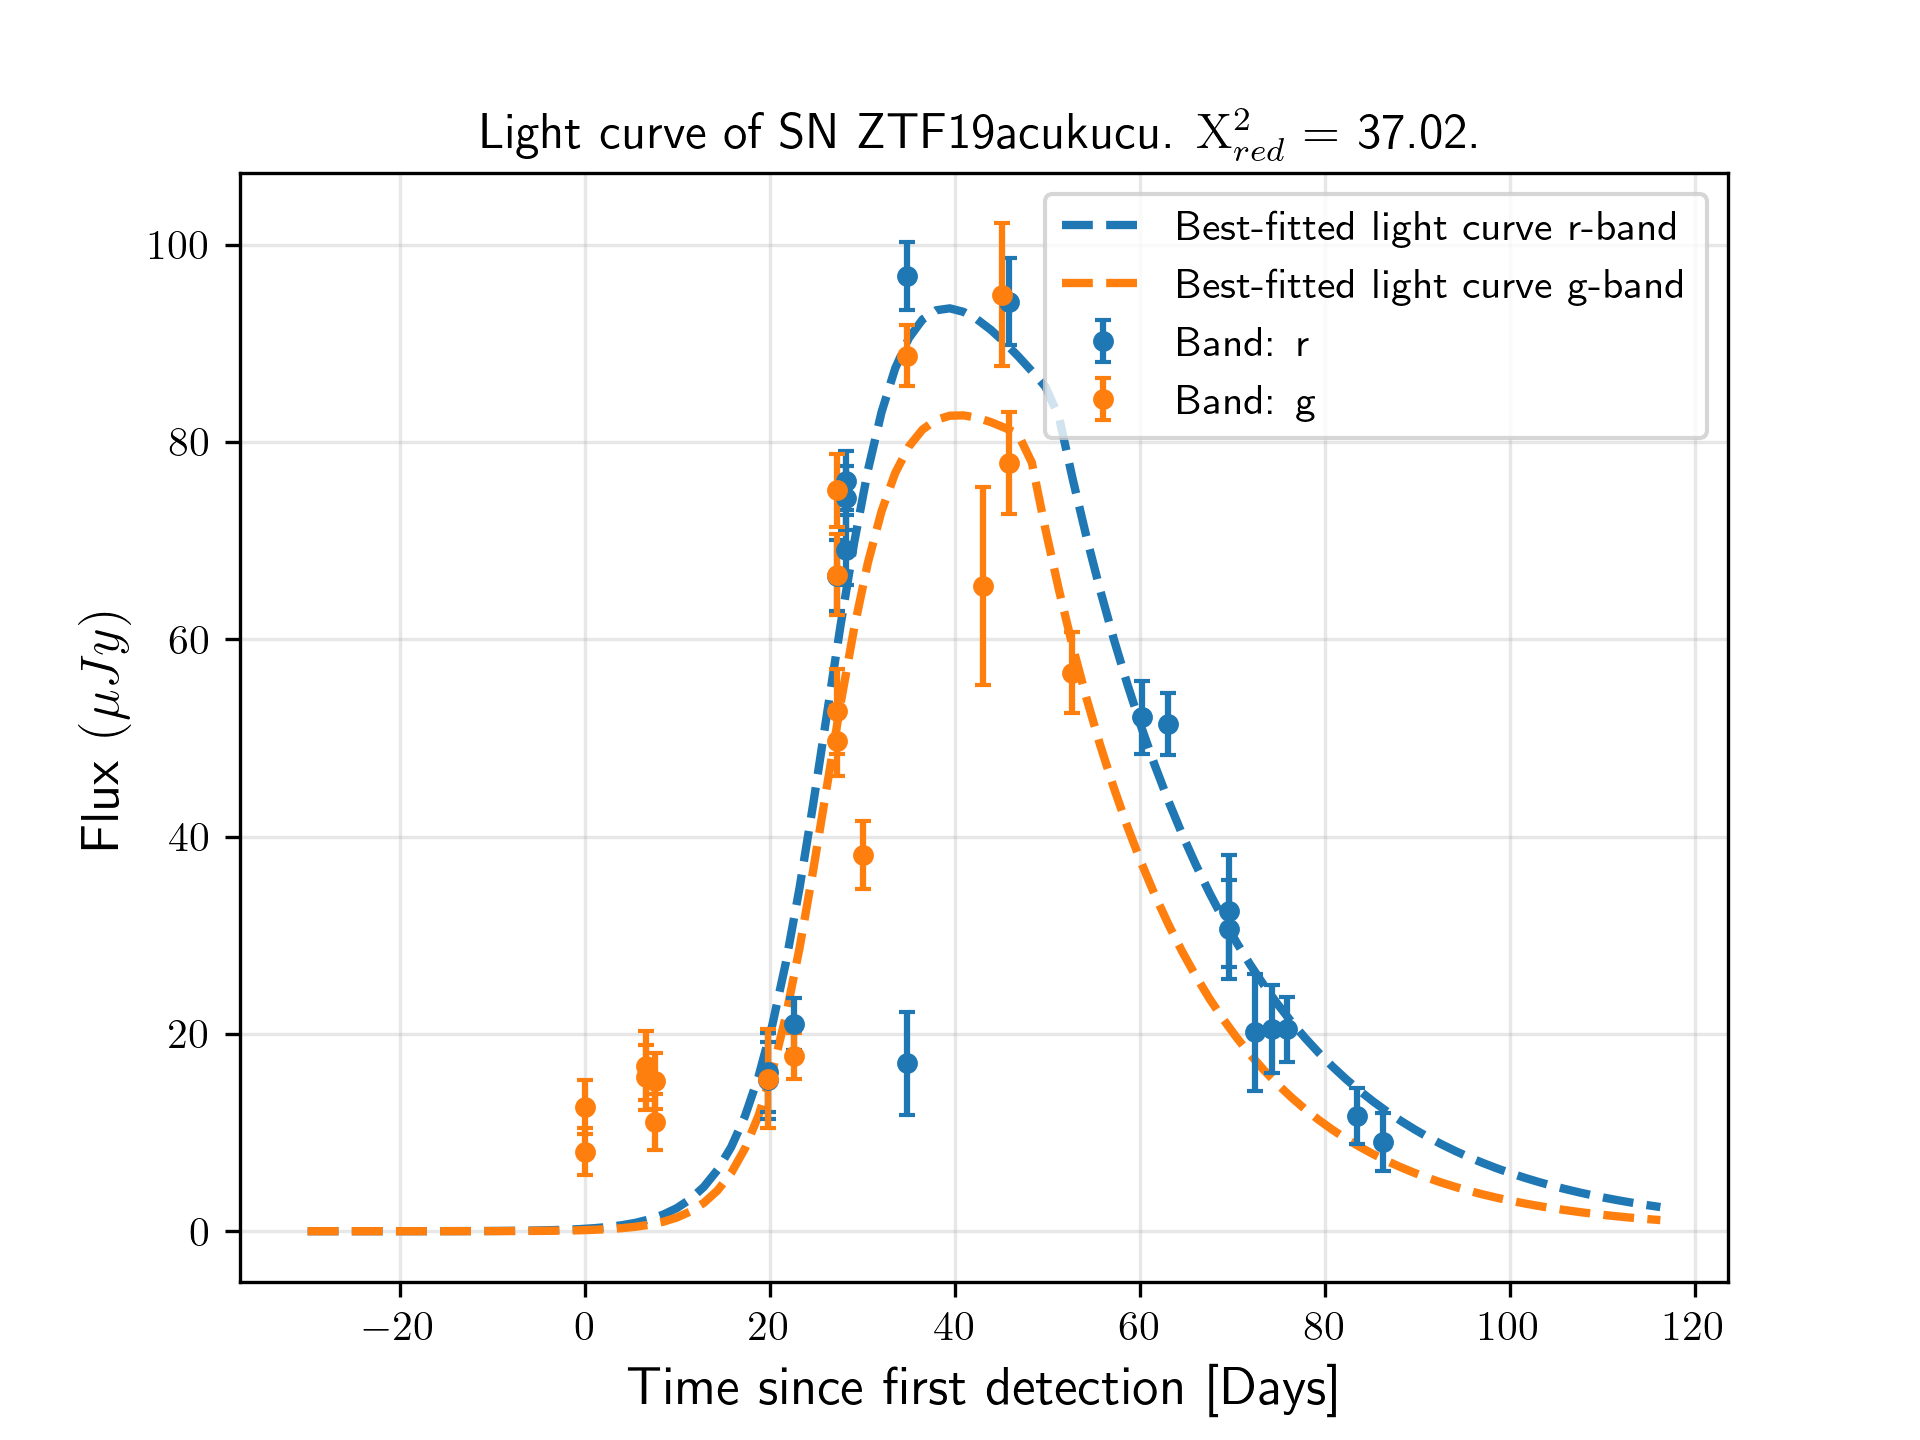 Light curve of SN ZTF19acukucu. X²red = 37.02.
Best-fitted light curve r-band
Best-fitted light curve g-band
Band: r
Band: g
Flux (μJy)
100
80
60
40
20
0
−20 0 20 40 60 80 100 120
Time since first detection [Days]